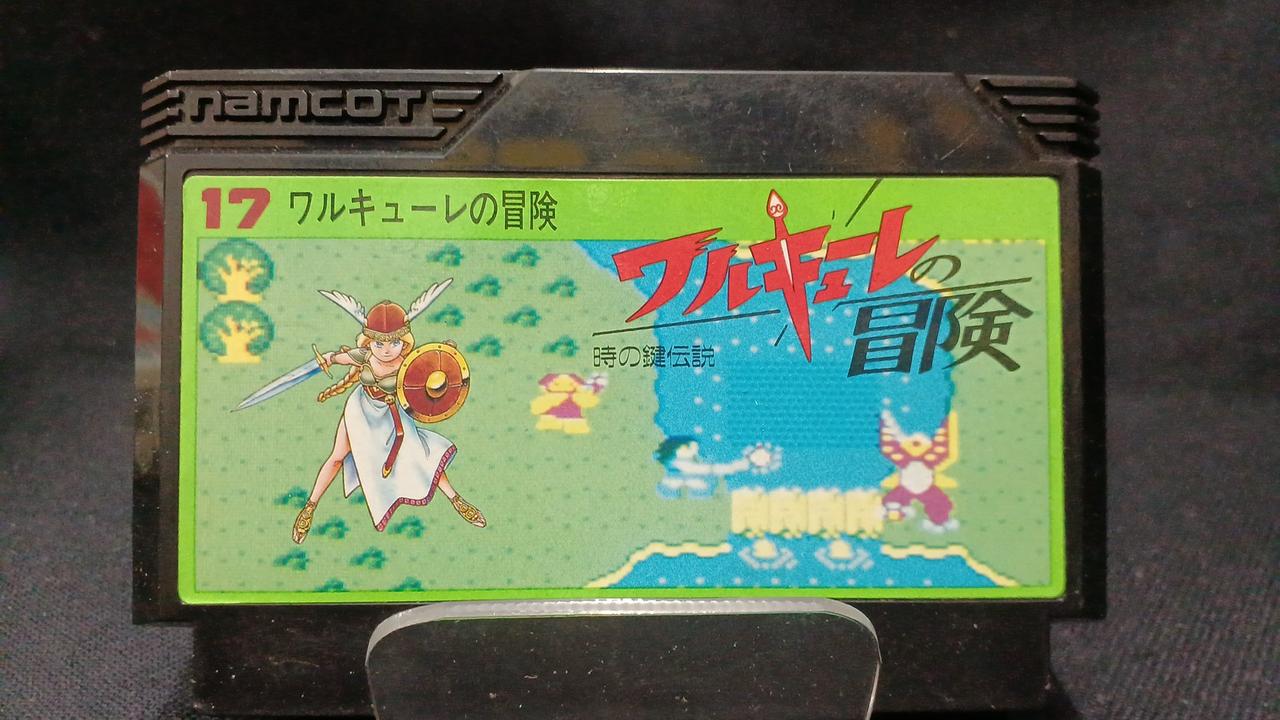 namcot
17 ワルキューレの冒険
ワルキューレの
冒険
時の鍵伝説